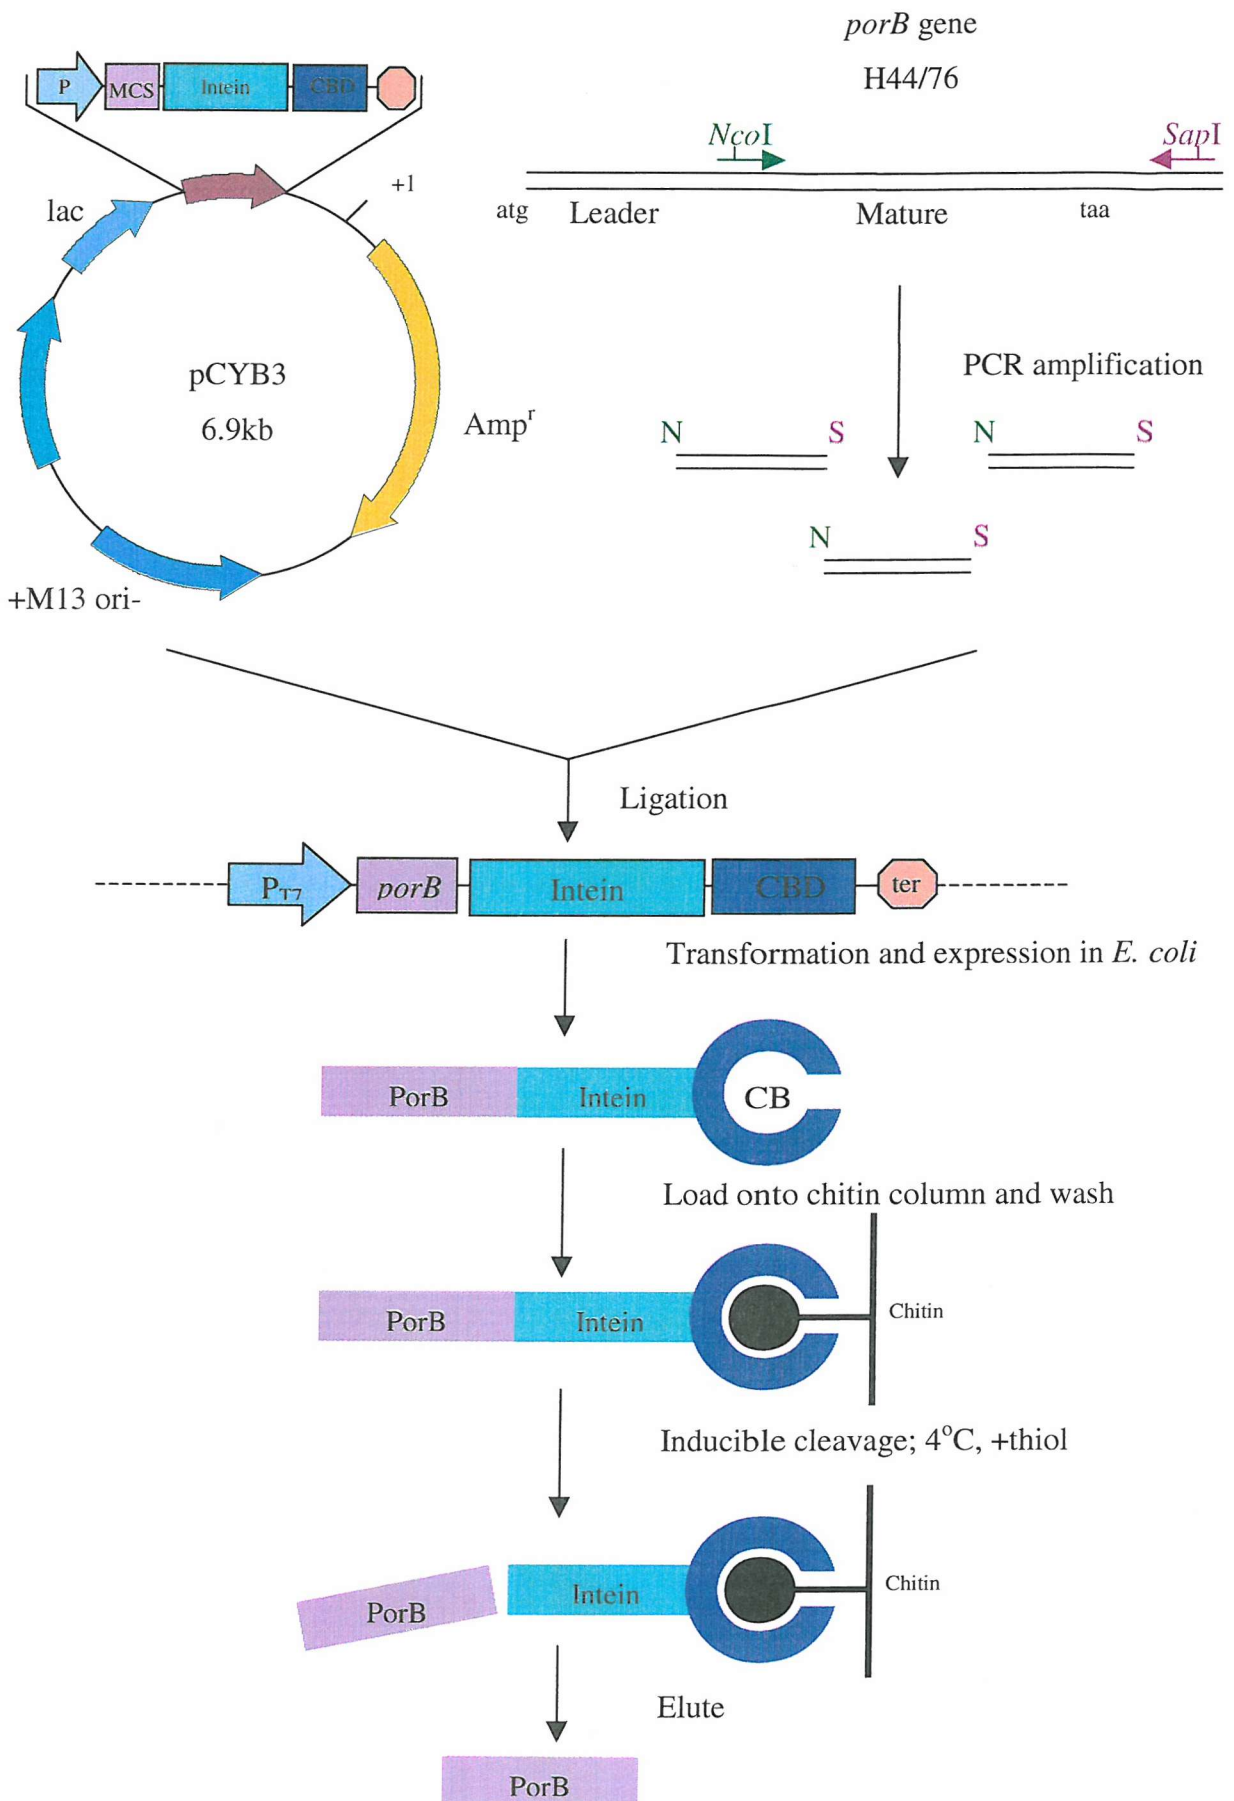 porB gene
H44/76
P MCS Intein CBD
NcoI SapI
+1
lac
atg Leader Mature taa
pCYB3
6.9kb
Amp^r
PCR amplification
N S N S
N S
+M13 ori-
Ligation
P_T7 porB Intein CBD ter
Transformation and expression in E. coli
PorB Intein CB
Load onto chitin column and wash
PorB Intein Chitin
Inducible cleavage; 4°C, +thiol
PorB Intein Chitin
Elute
PorB